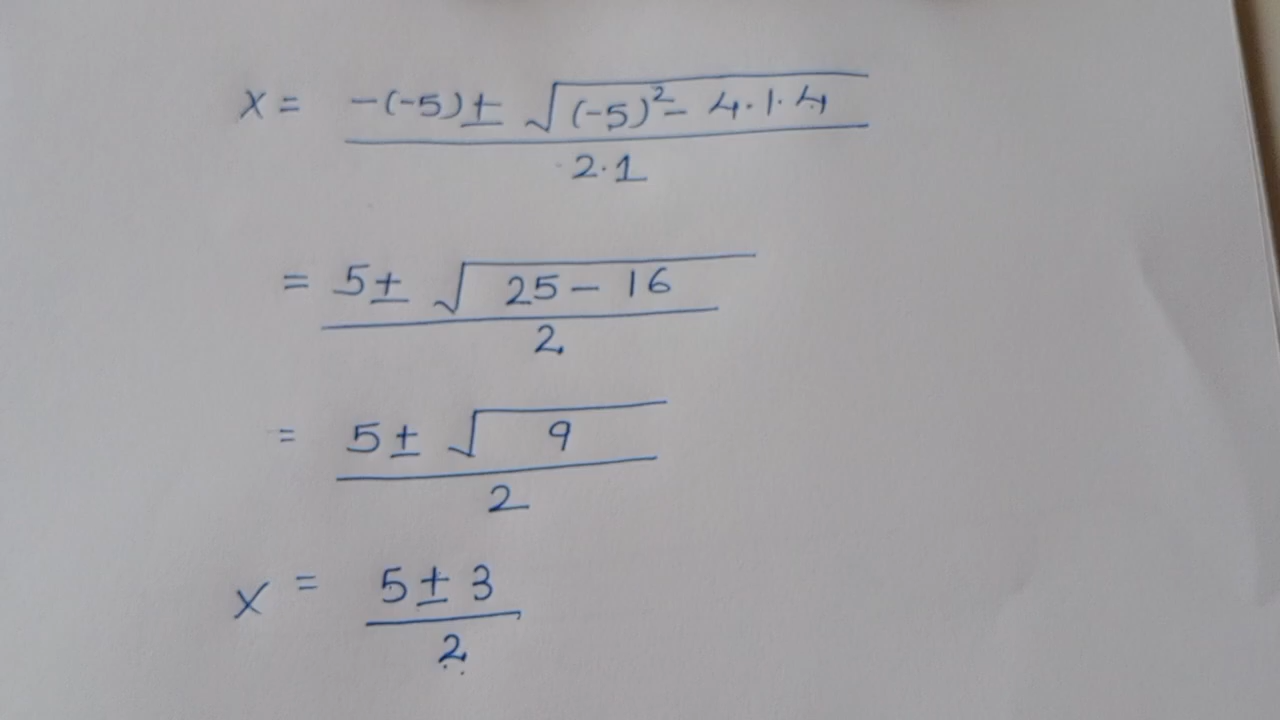 x = -(-5) ± √((-5)² - 4·1·4) / 2·1
= 5 ± √(25 - 16) / 2
= 5 ± √9 / 2
x = 5 ± 3 / 2